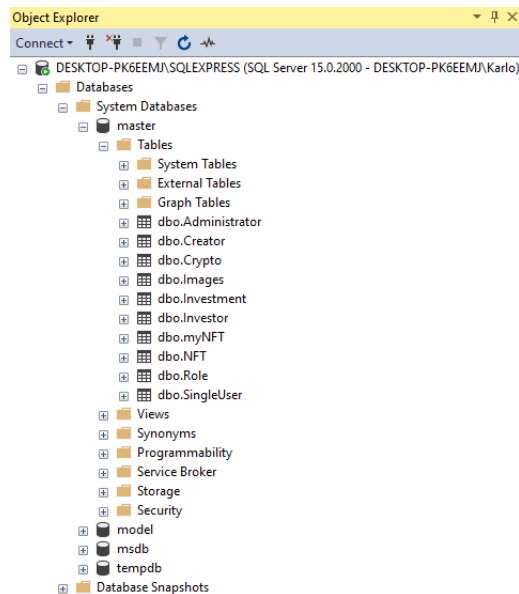 Object Explorer
Connect
DESKTOP-PK6EEMJ\SQLEXPRESS (SQL Server 15.0.2000 - DESKTOP-PK6EEMJ\Karlo)
Databases
System Databases
master
Tables
System Tables
External Tables
Graph Tables
dbo.Administrator
dbo.Creator
dbo.Crypto
dbo.Images
dbo.Investment
dbo.Investor
dbo.myNFT
dbo.NFT
dbo.Role
dbo.SingleUser
Views
Synonyms
Programmability
Service Broker
Storage
Security
model
msdb
tempdb
Database Snapshots